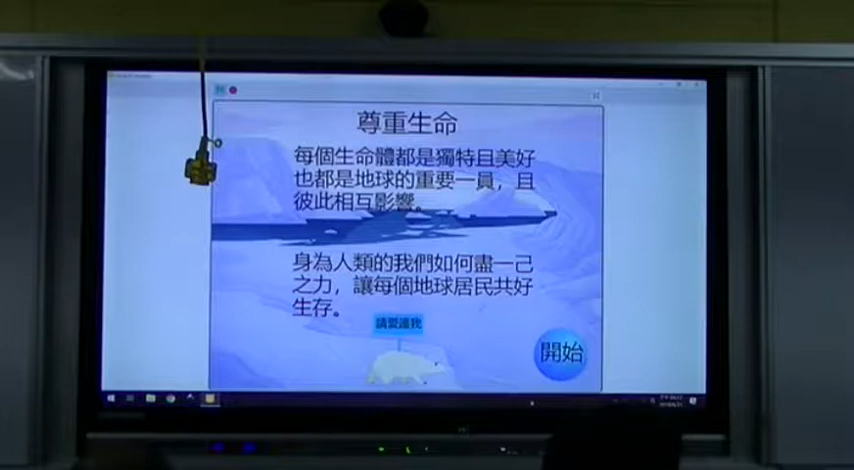 尊重生命
每個生命體都是獨特且美好
也都是地球的重要一員，且
彼此相互影響。
身為人類的我們如何盡一己
之力，讓每個地球居民共好
生存。
請愛護我
開始